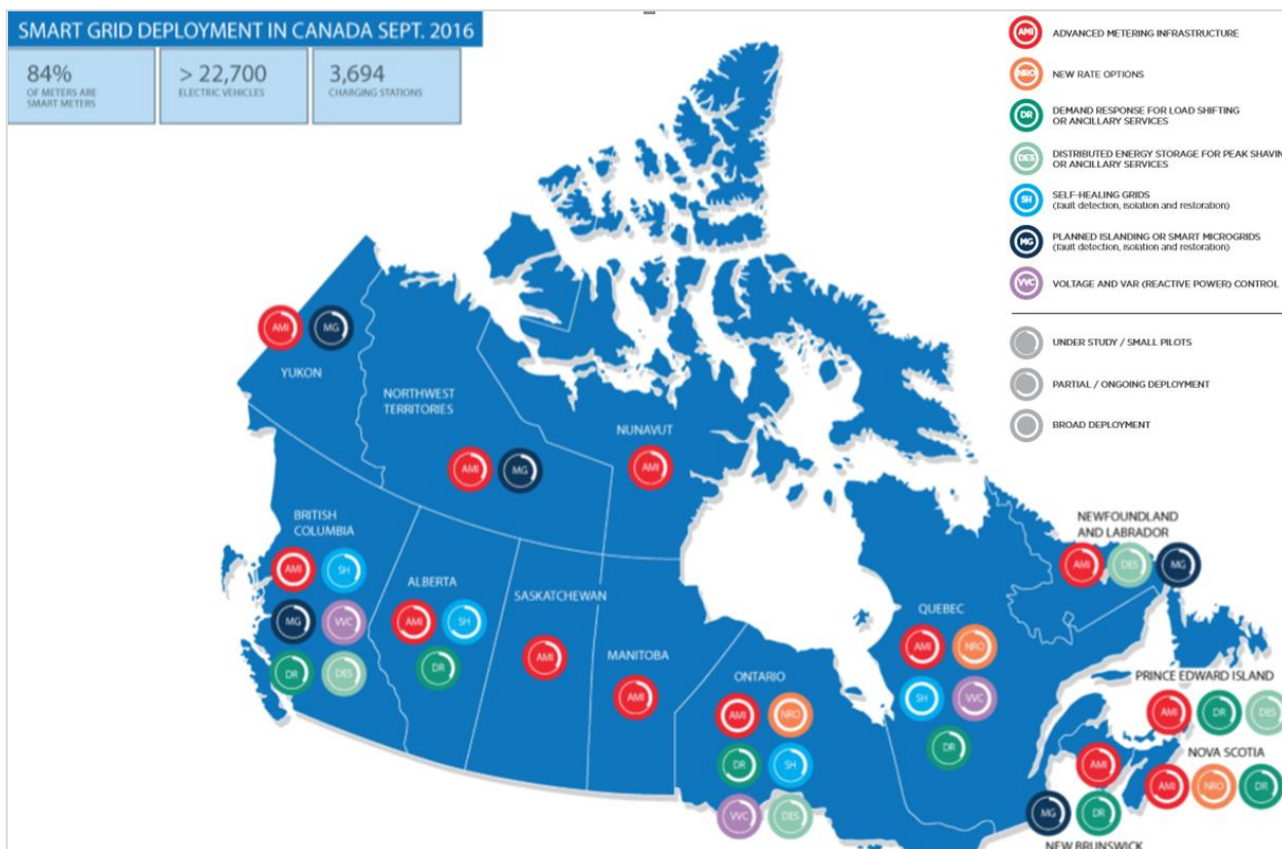 SMART GRID DEPLOYMENT IN CANADA SEPT. 2016
84%
OF METERS ARE
SMART METERS
> 22,700
ELECTRIC VEHICLES
3,694
CHARGING STATIONS
AMI ADVANCED METERING INFRASTRUCTURE
NRO NEW RATE OPTIONS
DR DEMAND RESPONSE FOR LOAD SHIFTING
OR ANCILLARY SERVICES
DES DISTRIBUTED ENERGY STORAGE FOR PEAK SHAVIN
OR ANCILLARY SERVICES
SH SELF-HEALING GRIDS
(fault detection, isolation and restoration)
MG PLANNED ISLANDING OR SMART MICROGRIDS
(fault detection, isolation and restoration)
VVC VOLTAGE AND VAR (REACTIVE POWER) CONTROL
UNDER STUDY / SMALL PILOTS
PARTIAL / ONGOING DEPLOYMENT
BROAD DEPLOYMENT
AMI MG
YUKON
NORTHWEST
TERRITORIES
AMI MG
NUNAVUT
AMI
BRITISH
COLUMBIA
AMI SH
MG VVC
DR DES
ALBERTA
AMI SH
DR
SASKATCHEWAN
AMI
MANITOBA
AMI
ONTARIO
AMI NRO
DR SH
VVC DES
QUEBEC
AMI NRO
SH VVC
DR
NEWFOUNDLAND
AND LABRADOR
AMI DES MG
PRINCE EDWARD ISLAND
AMI DR DES
NOVA SCOTIA
AMI NRO DR
AMI
MG DR
NEW BRUNSWICK